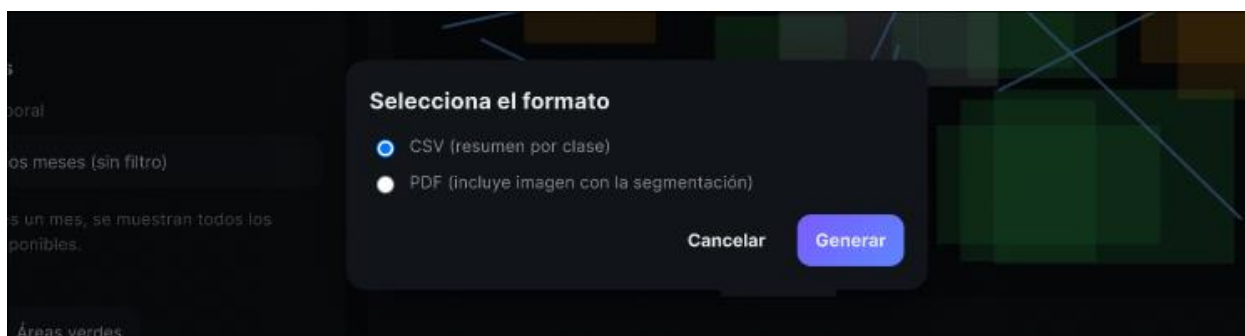 s
oral
os meses (sin filtro)
s un mes, se muestran todos los
ponibles.
Áreas verdes
Selecciona el formato
CSV (resumen por clase)
PDF (incluye imagen con la segmentación)
Cancelar
Generar